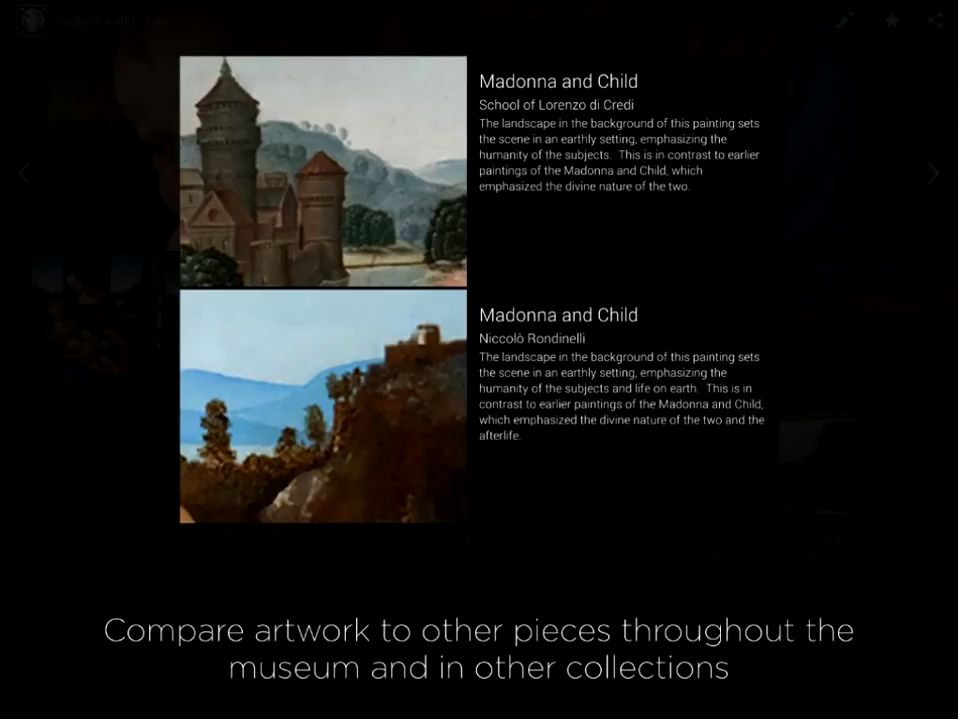 Madonna and Child
Madonna and Child
School of Lorenzo di Credi
The landscape in the background of this painting sets
the scene in an earthly setting, emphasizing the
humanity of the subjects.  This is in contrast to earlier
paintings of the Madonna and Child, which
emphasized the divine nature of the two.
Madonna and Child
Niccolò Rondinelli
The landscape in the background of this painting sets
the scene in an earthly setting, emphasizing the
humanity of the subjects and life on earth.  This is in
contrast to earlier paintings of the Madonna and Child,
which emphasized the divine nature of the two and the
afterlife.
Compare artwork to other pieces throughout the
museum and in other collections